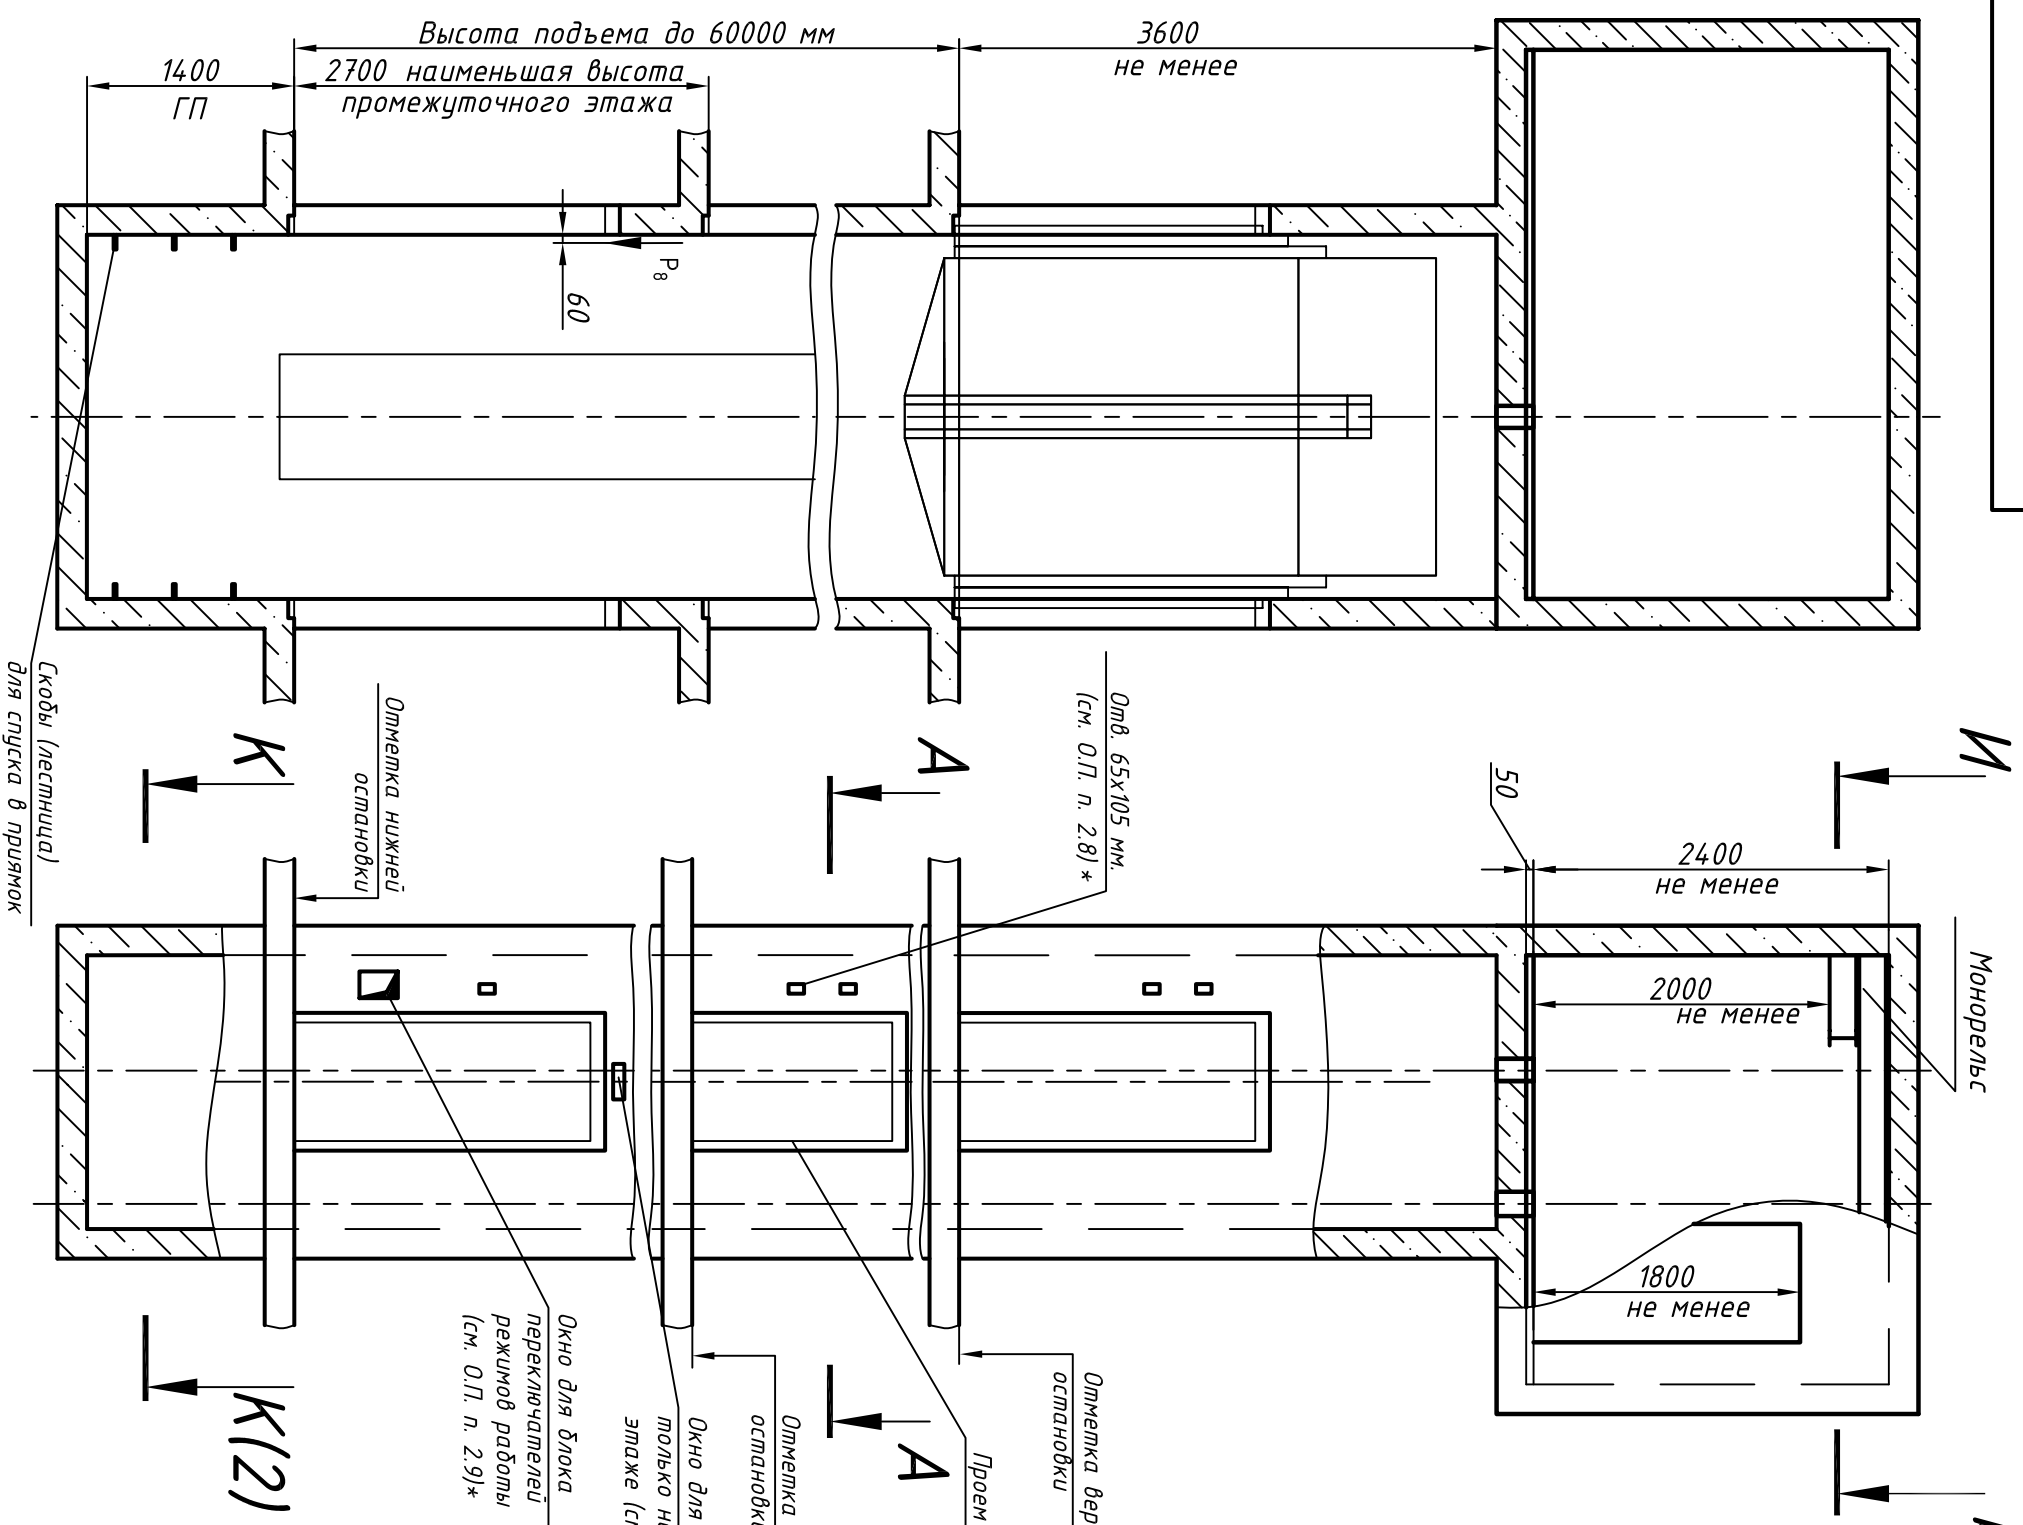 Высота подъема до 60000 мм
3600
не менее
1400
ГП
2700 наименьшая высота
промежуточного этажа
P8
60
Скобы (лестница)
для спуска в приямок
К
Отметка нижней
остановки
А
Отв. 65х105 мм.
(см. О.П. п. 2.8) *
И
50
2400
не менее
Монорельс
2000
не менее
1800
не менее
К(2)
Окно для блока
переключателей
режимов работы
(см. О.П. п. 2.9)*
Окно для
только
этаже
Отметка
остановки
А
Проем
Отметка вер
остановки